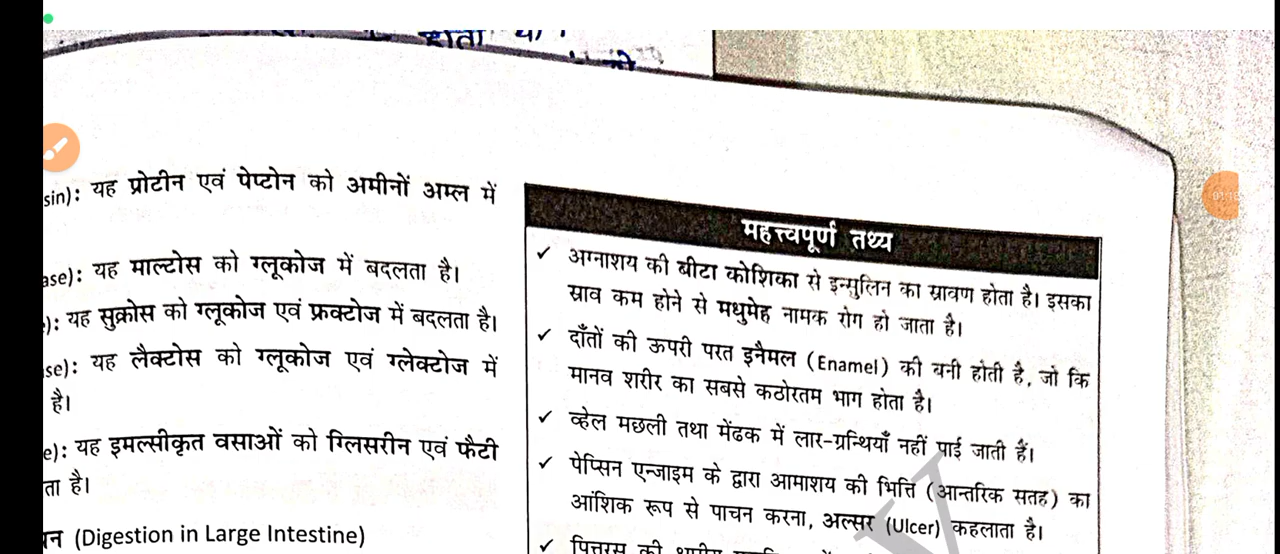 होता था
sin): यह प्रोटीन एवं पेप्टोन को अमीनों अम्ल में
ase): यह माल्टोस को ग्लूकोज में बदलता है।
): यह सुक्रोस को ग्लूकोज एवं फ्रक्टोज में बदलता है।
se): यह लैक्टोस को ग्लूकोज एवं ग्लेक्टोज में
है।
e): यह इमल्सीकृत वसाओं को ग्लिसरीन एवं फैटी
ता है।
न (Digestion in Large Intestine)
महत्त्वपूर्ण तथ्य
✓ अग्नाशय की बीटा कोशिका से इन्सुलिन का स्रावण होता है। इसका
स्राव कम होने से मधुमेह नामक रोग हो जाता है।
✓ दाँतों की ऊपरी परत इनैमल (Enamel) की बनी होती है, जो कि
मानव शरीर का सबसे कठोरतम भाग होता है।
✓ व्हेल मछली तथा मेंढक में लार-ग्रन्थियाँ नहीं पाई जाती हैं।
✓ पेप्सिन एन्जाइम के द्वारा आमाशय की भित्ति (आन्तरिक सतह) का
आंशिक रूप से पाचन करना, अल्सर (Ulcer) कहलाता है।
✓ पित्तरस की